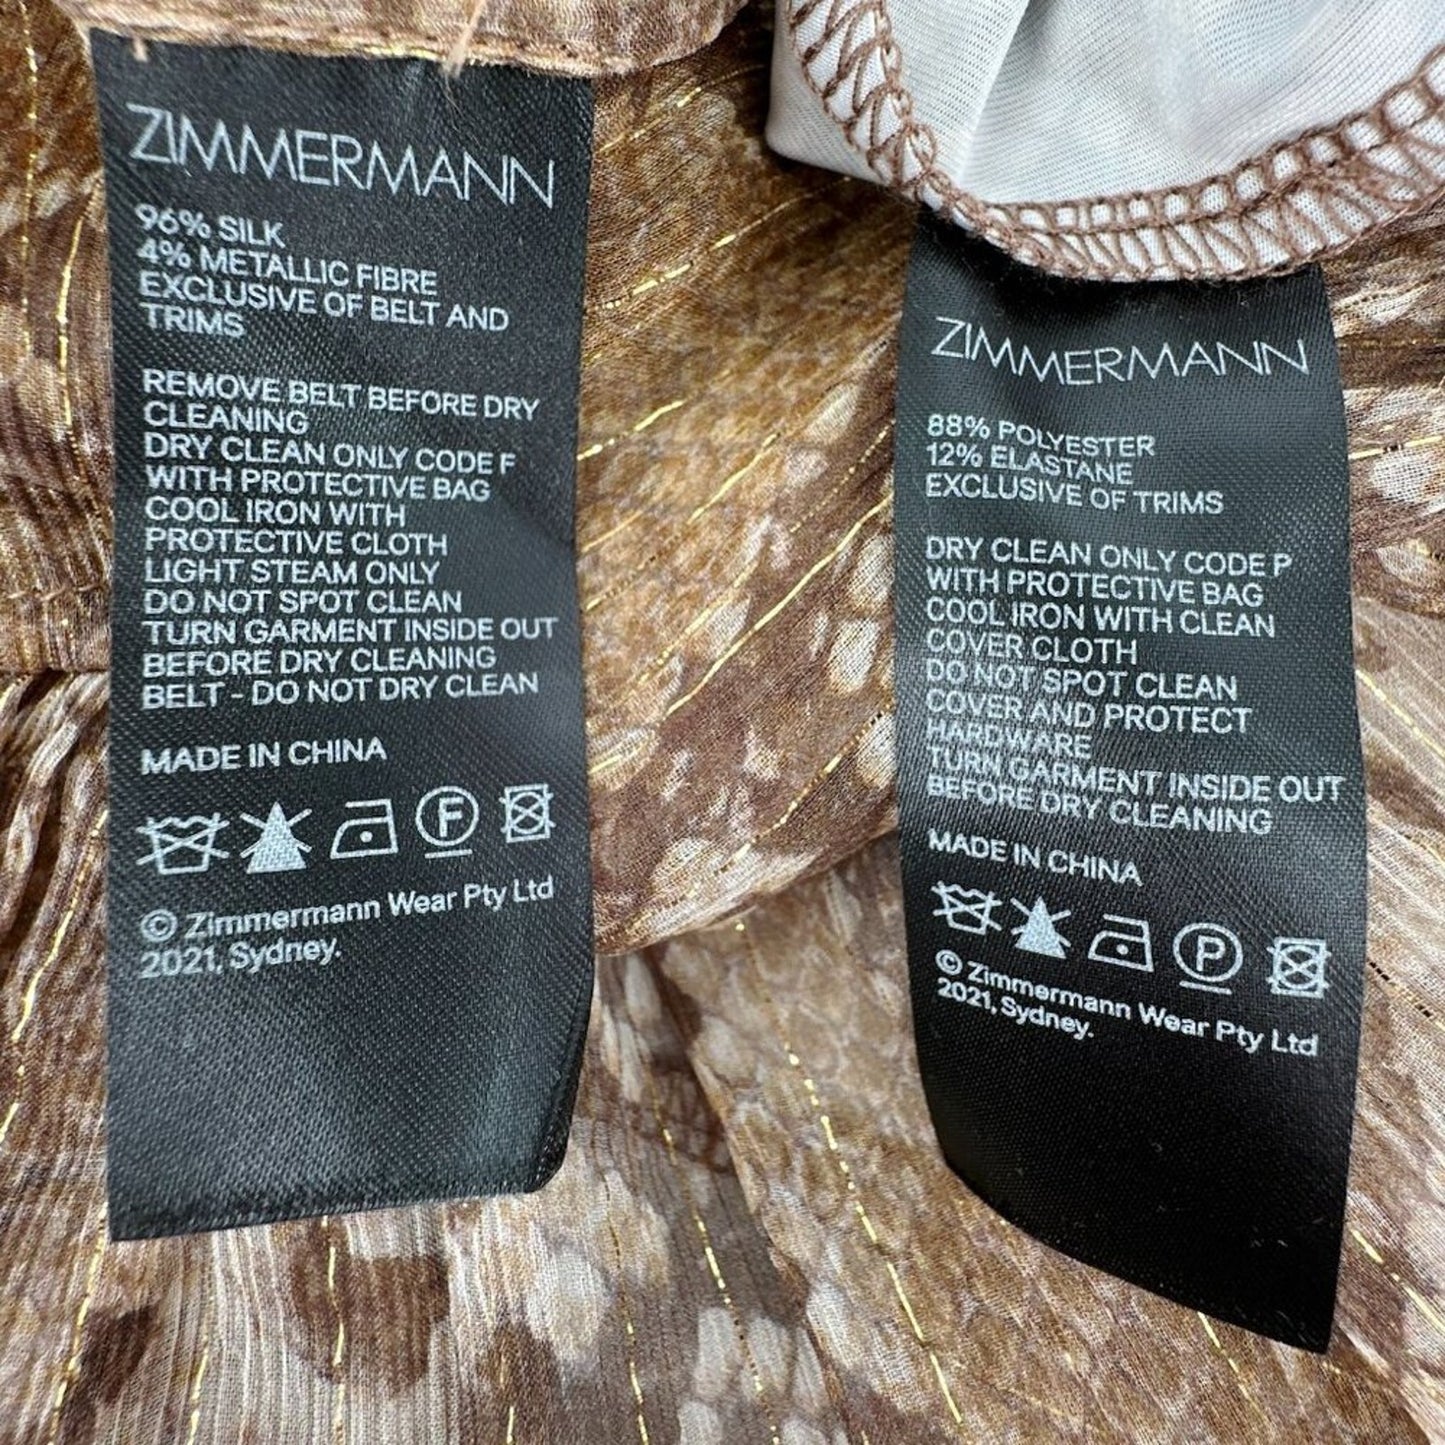 ZIMMERMANN
96% SILK
4% METALLIC FIBRE
EXCLUSIVE OF BELT AND
TRIMS
REMOVE BELT BEFORE DRY
CLEANING
DRY CLEAN ONLY CODE F
WITH PROTECTIVE BAG
COOL IRON WITH
PROTECTIVE CLOTH
LIGHT STEAM ONLY
DO NOT SPOT CLEAN
TURN GARMENT INSIDE OUT
BEFORE DRY CLEANING
BELT - DO NOT DRY CLEAN
MADE IN CHINA
F
© Zimmermann Wear Pty Ltd
2021, Sydney.
ZIMMERMANN
88% POLYESTER
12% ELASTANE
EXCLUSIVE OF TRIMS
DRY CLEAN ONLY CODE P
WITH PROTECTIVE BAG
COOL IRON WITH CLEAN
COVER CLOTH
DO NOT SPOT CLEAN
COVER AND PROTECT
HARDWARE
TURN GARMENT INSIDE OUT
BEFORE DRY CLEANING
MADE IN CHINA
P
© Zimmermann Wear Pty Ltd
2021, Sydney.